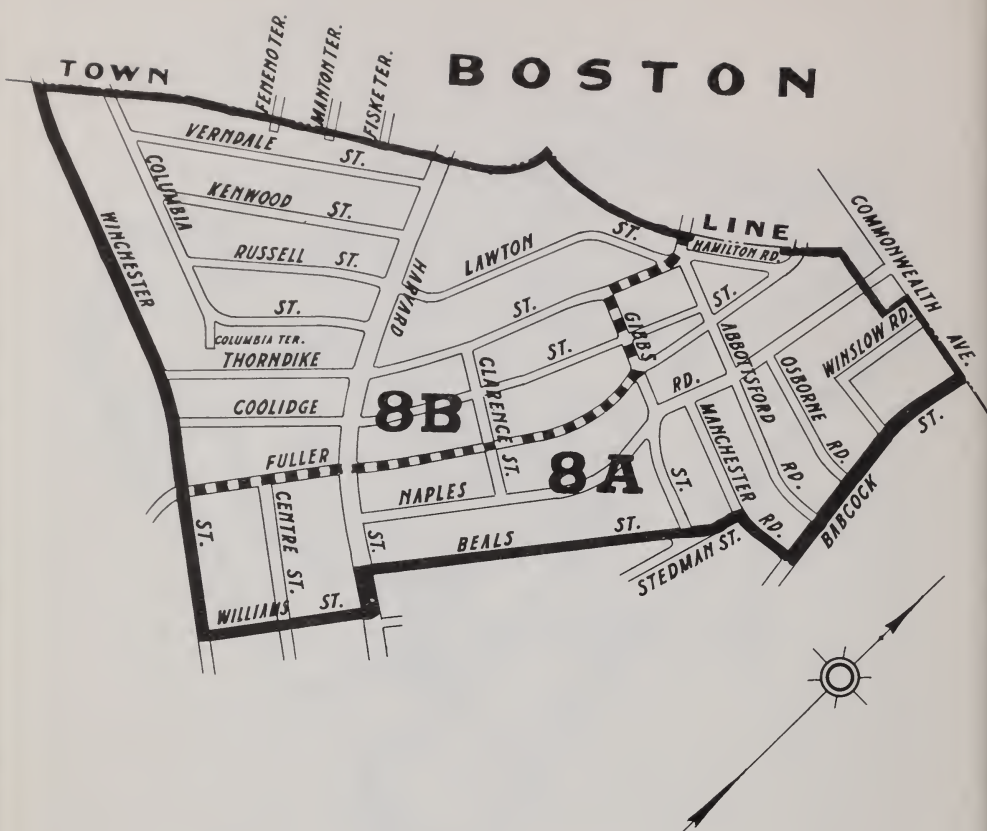 BOSTON
TOWN
FEMEMO TER.
MANTON TER.
FISKE TER.
VERNDALE ST.
COLUMBIA
KENWOOD ST.
WINCHESTER
RUSSELL ST.
LAWTON ST.
LINE
HAMILTON RD.
COMMONWEALTH AVE.
HARVARD
ST.
COLUMBIA TER.
THORNDIKE
ST.
GIBBS
ST.
ABBOTTSFORD
OSBORNE
WINSLOW RD.
ST.
CLARENCE ST.
RD.
COOLIDGE
8B
MANCHESTER RD.
RD.
RD.
BABCOCK ST.
FULLER
8A
NAPLES
ST.
CENTRE ST.
ST.
ST.
BEALS ST.
STEDMAN ST.
WILLIAMS ST.